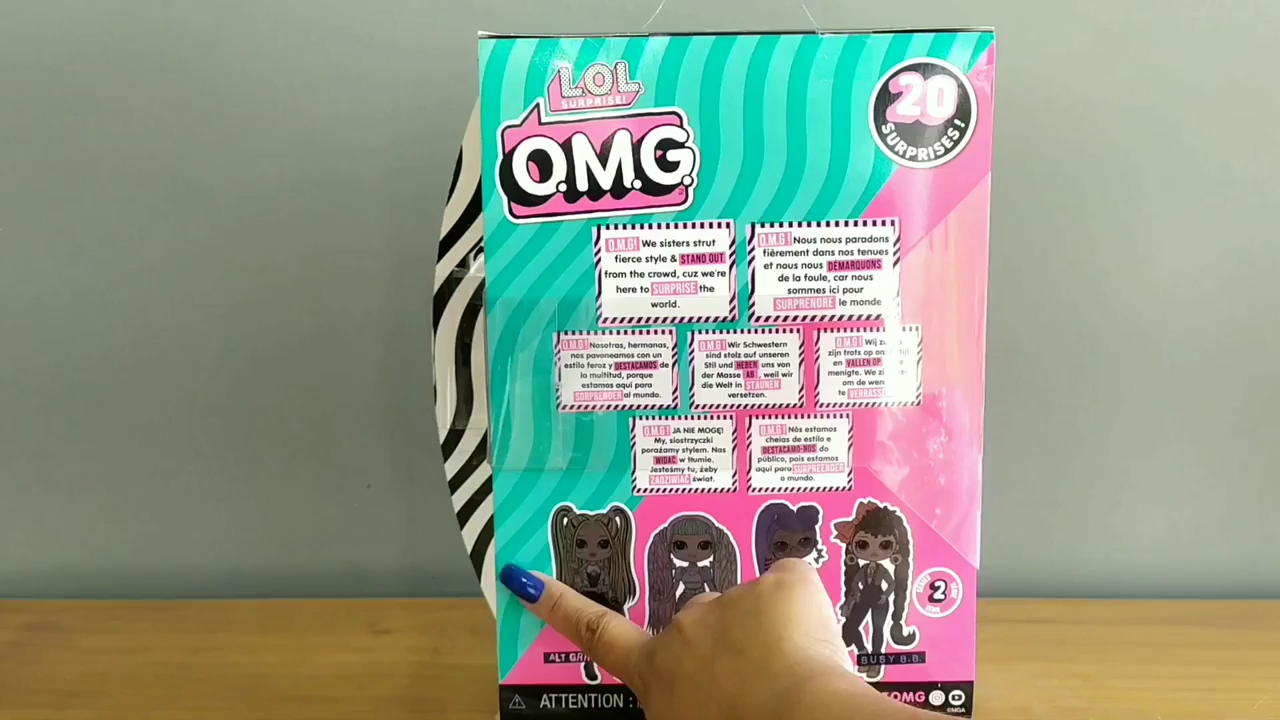 L.O.L.
SURPRISE!
O.M.G.
20
SURPRISES!
O.M.G! We sisters strut
fierce style & STAND OUT
from the crowd, cuz we're
here to SURPRISE the
world.
O.M.G! Nous nous paradons
fièrement dans nos tenues
et nous nous DÉMARQUONS
de la foule, car nous
sommes ici pour
SURPRENDRE le monde
O.M.G! Nosotras, hermanas,
nos pavoneamos con un
estilo feroz y DESTACAMOS de
la multitud, porque
estamos aquí para
SORPRENDER al mundo.
O.M.G! Wir Schwestern
sind stolz auf unseren
Stil und HEBEN uns von
der Masse AB, weil wir
die Welt in STAUNEN
versetzen.
O.M.G! Wij
zijn trots op
en VALLEN OP
menigte. We
om de
te
O.M.G! JA NIE MOGĘ!
My, siostrzyczki
porażamy stylem. Nas
WIDAĆ w tłumie.
Jesteśmy tu, żeby
ZADZIWIAĆ świat.
O.M.G! Nós estamos
cheias de estilo e
DESTACAMO-NOS do
público, pois estamos
aqui para SURPREENDER
o mundo.
2
ALT
BUSY B.B.
ATTENTION :
OMG
©MGA